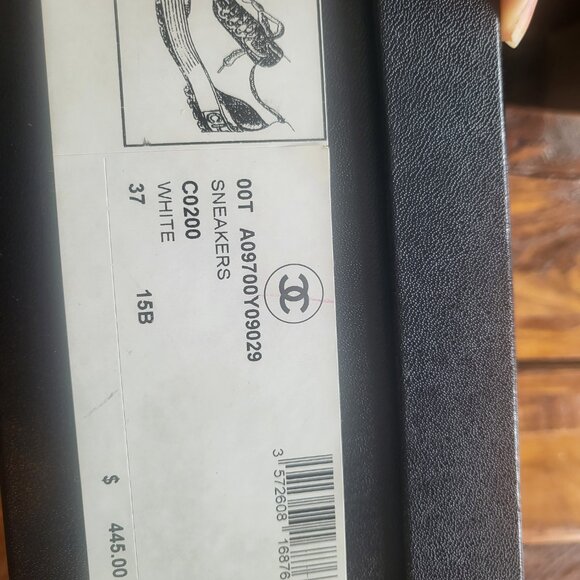 00T A09700Y09029
SNEAKERS
C0200
WHITE
37 15B
3 572608 16876
$ 445.00